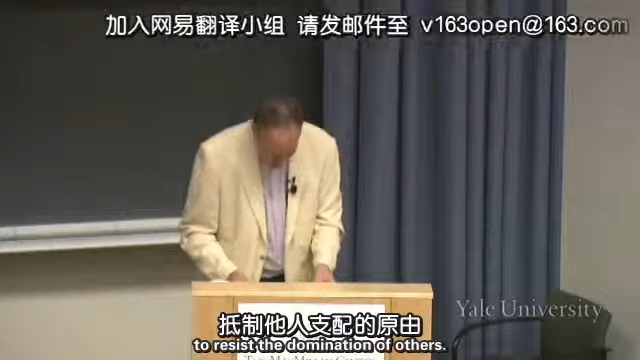 加入网易翻译小组 请发邮件至 v163open@163.com
Yale University
抵制他人支配的原由
to resist the domination of others.